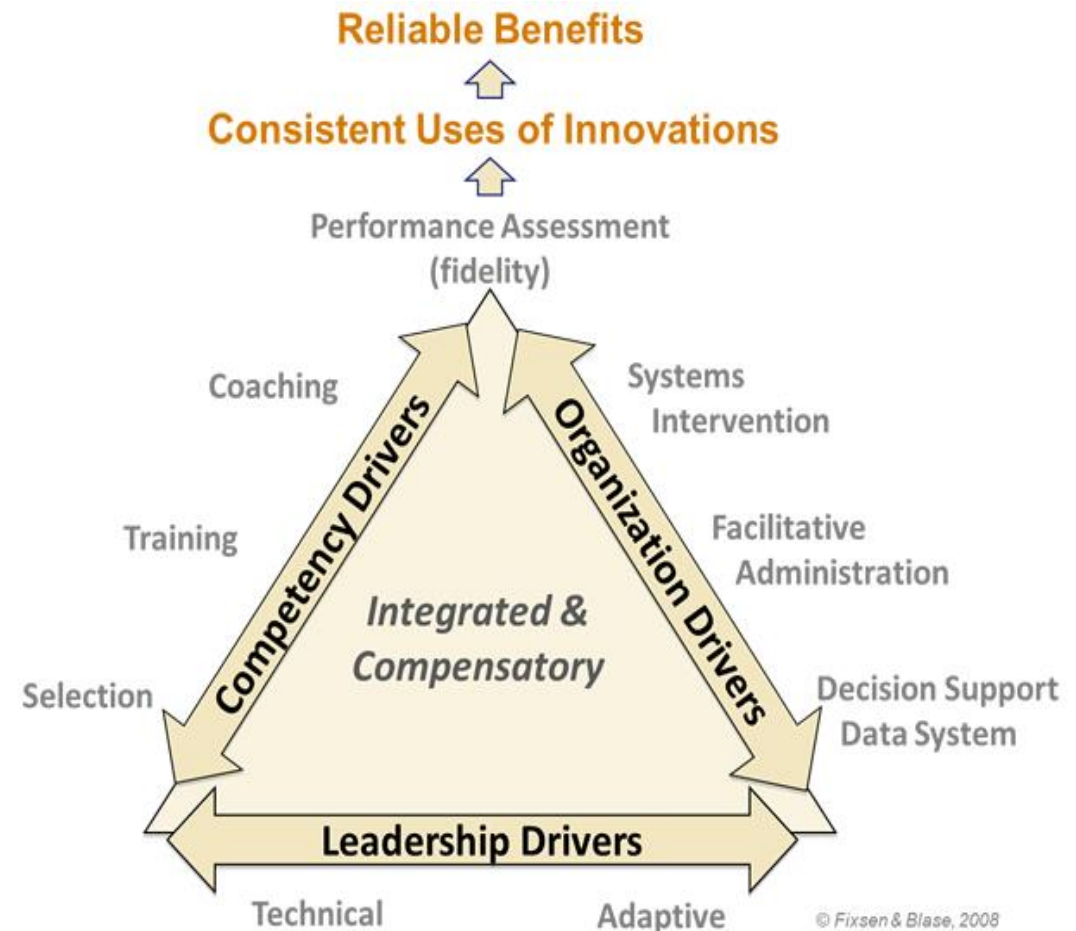 Reliable Benefits
Consistent Uses of Innovations
Performance Assessment
(fidelity)
Coaching
Systems
Intervention
Competency Drivers
Organization Drivers
Training
Facilitative
Administration
Integrated &
Compensatory
Selection
Decision Support
Data System
Leadership Drivers
Technical
Adaptive
© Fixsen & Blase, 2008